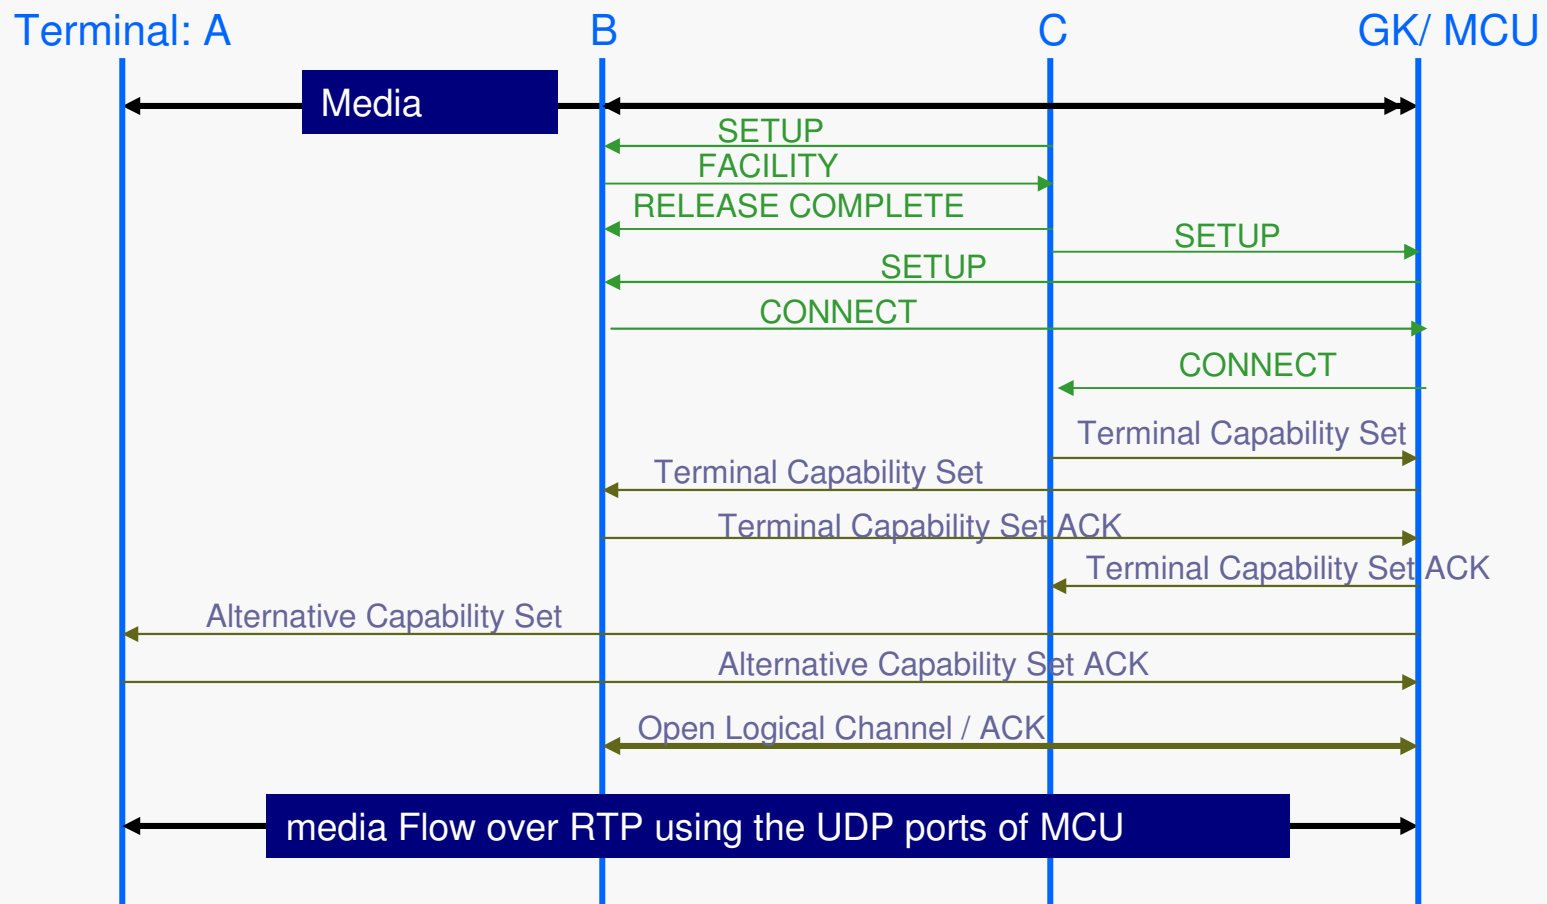 Terminal: A
B
C
GK/ MCU
Media
SETUP
FACILITY
RELEASE COMPLETE
SETUP
SETUP
CONNECT
CONNECT
Terminal Capability Set
Terminal Capability Set
Terminal Capability Set ACK
Terminal Capability Set ACK
Alternative Capability Set
Alternative Capability Set ACK
Open Logical Channel / ACK
media Flow over RTP using the UDP ports of MCU